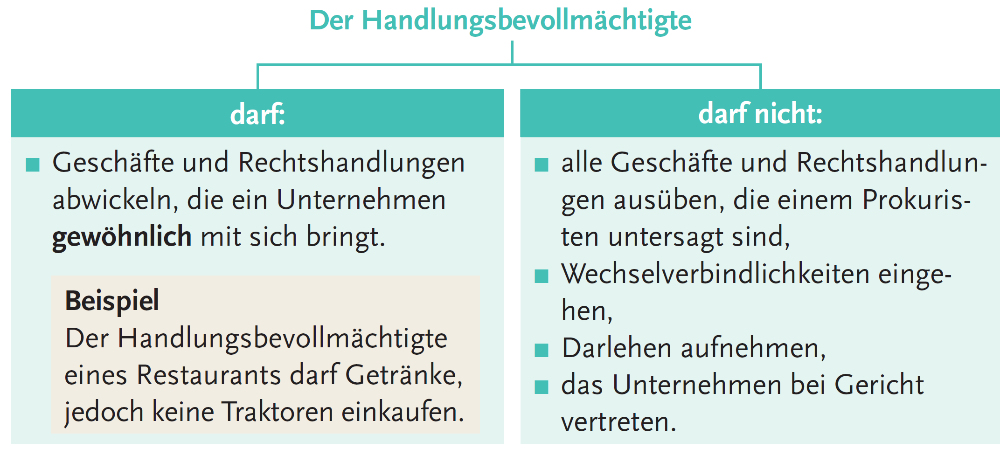 Der Handlungsbevollmächtigte
darf:
Geschäfte und Rechtshandlungen
abwickeln, die ein Unternehmen
gewöhnlich mit sich bringt.
Beispiel
Der Handlungsbevollmächtigte
eines Restaurants darf Getränke,
jedoch keine Traktoren einkaufen.
darf nicht:
alle Geschäfte und Rechtshandlun-
gen ausüben, die einem Prokuris-
ten untersagt sind,
Wechselverbindlichkeiten einge-
hen,
Darlehen aufnehmen,
das Unternehmen bei Gericht
vertreten.